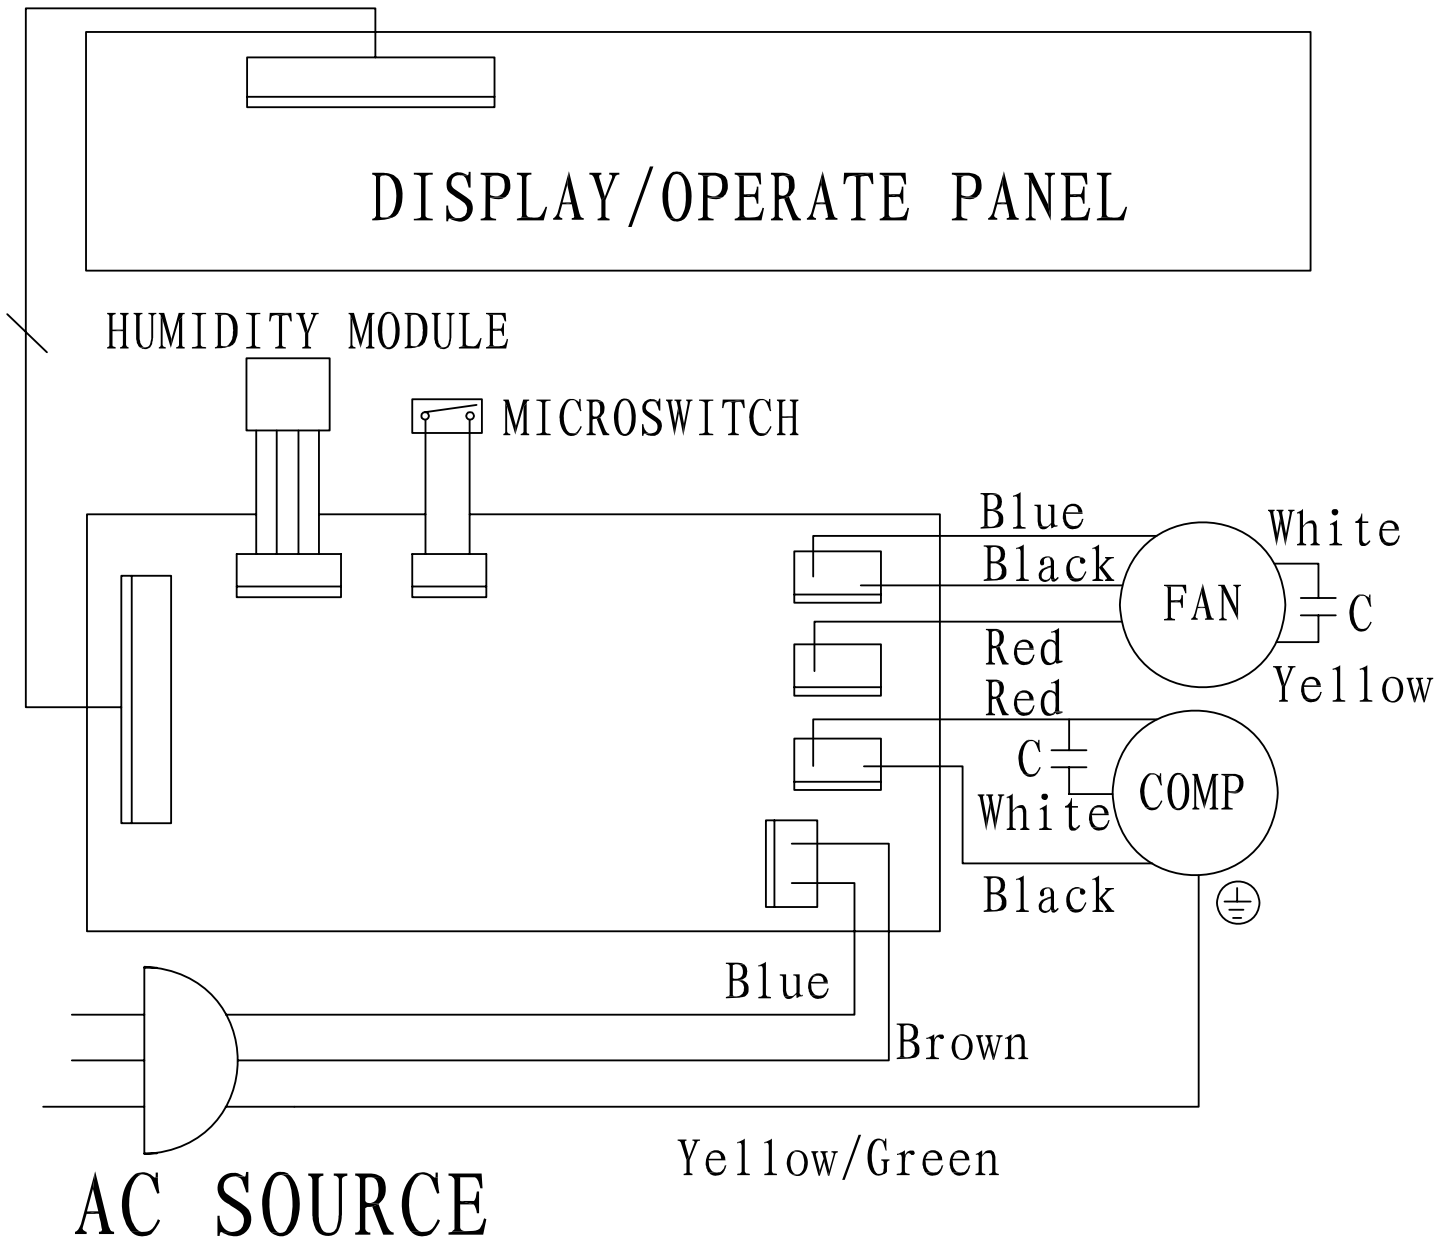 DISPLAY/OPERATE PANEL
HUMIDITY MODULE
MICROSWITCH
Blue
White
Black
FAN
C
Red
Yellow
Red
C
COMP
White
Black
Blue
Brown
Yellow/Green
AC SOURCE